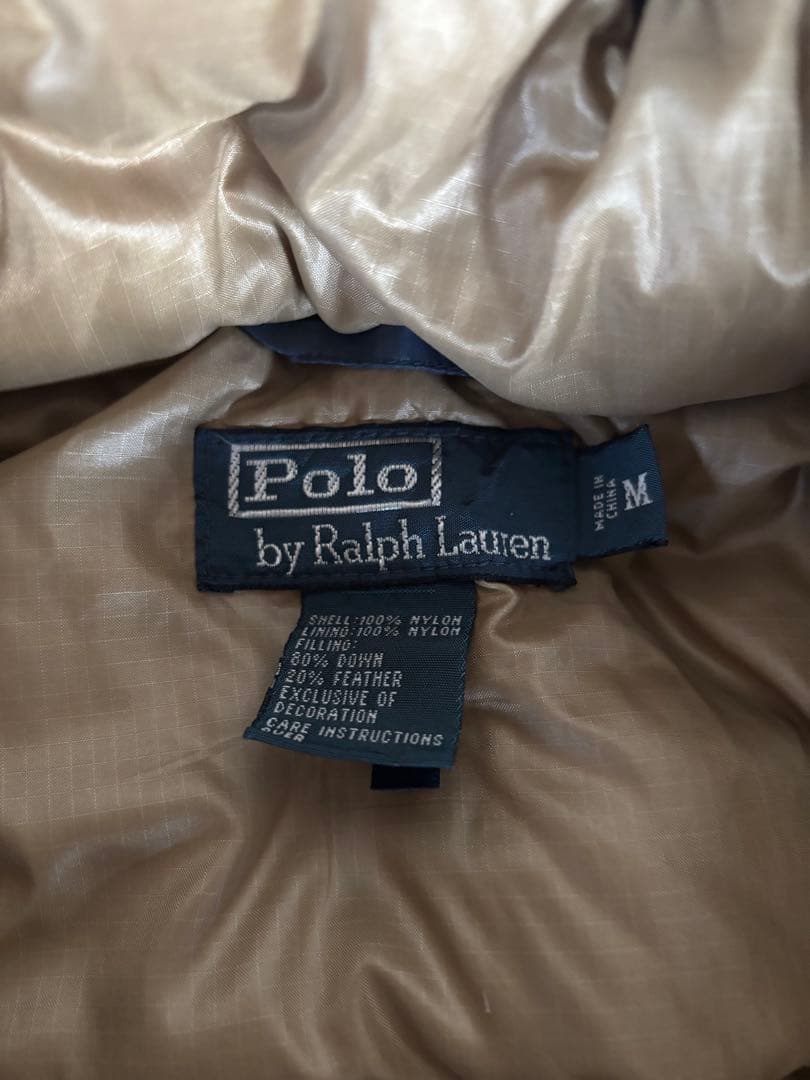 Polo
by Ralph Lauren
MADE IN
CHINA
M
SHELL:100% NYLON
LINING:100% NYLON
FILLING:
80% DOWN
20% FEATHER
EXCLUSIVE OF
DECORATION
CARE INSTRUCTIONS
OVER